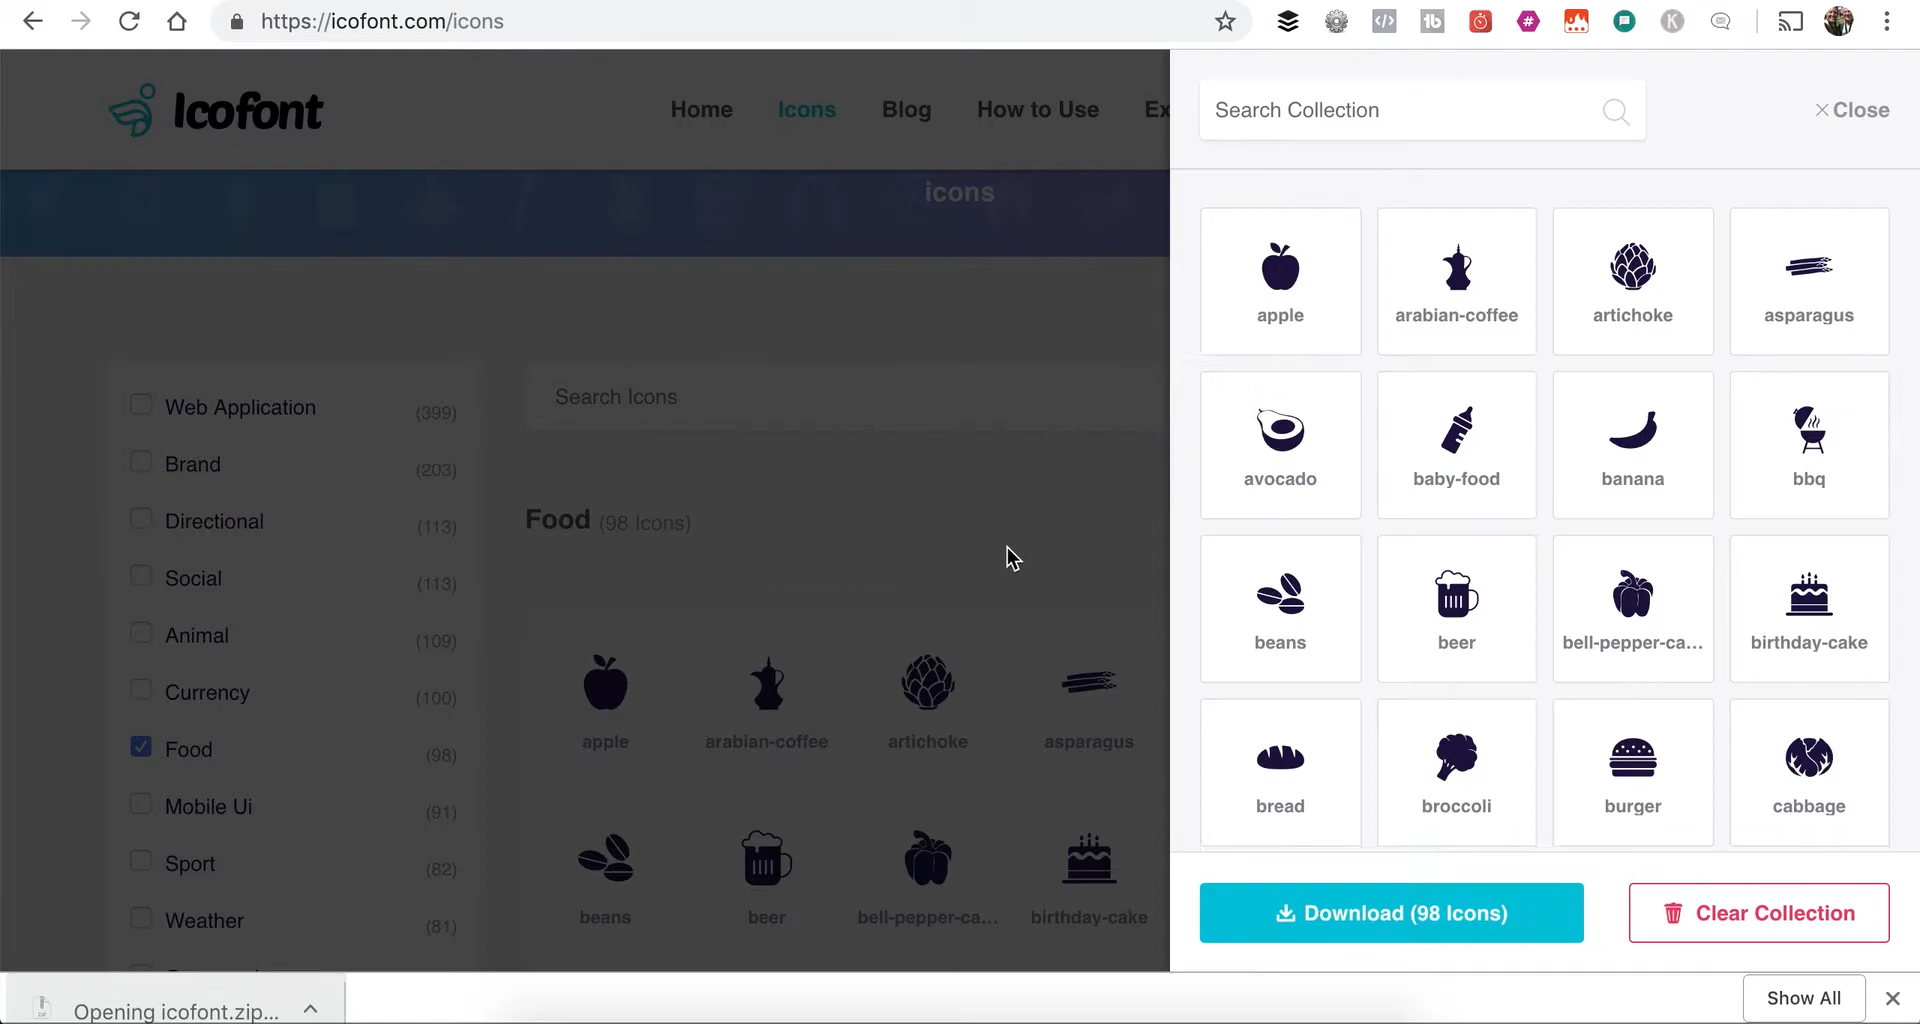 https://icofont.com/icons
Icofont
Home
Icons
Blog
How to Use
Ex
icons
Web Application (399)
Brand (203)
Directional (113)
Social (113)
Animal (109)
Currency (100)
Food (98)
Mobile Ui (91)
Sport (82)
Weather (81)
Search Icons
Food (98 Icons)
apple
arabian-coffee
artichoke
asparagus
beans
beer
bell-pepper-ca...
birthday-cake
Search Collection
Close
apple
arabian-coffee
artichoke
asparagus
avocado
baby-food
banana
bbq
beans
beer
bell-pepper-ca...
birthday-cake
bread
broccoli
burger
cabbage
Download (98 Icons)
Clear Collection
Opening icofont.zip...
Show All